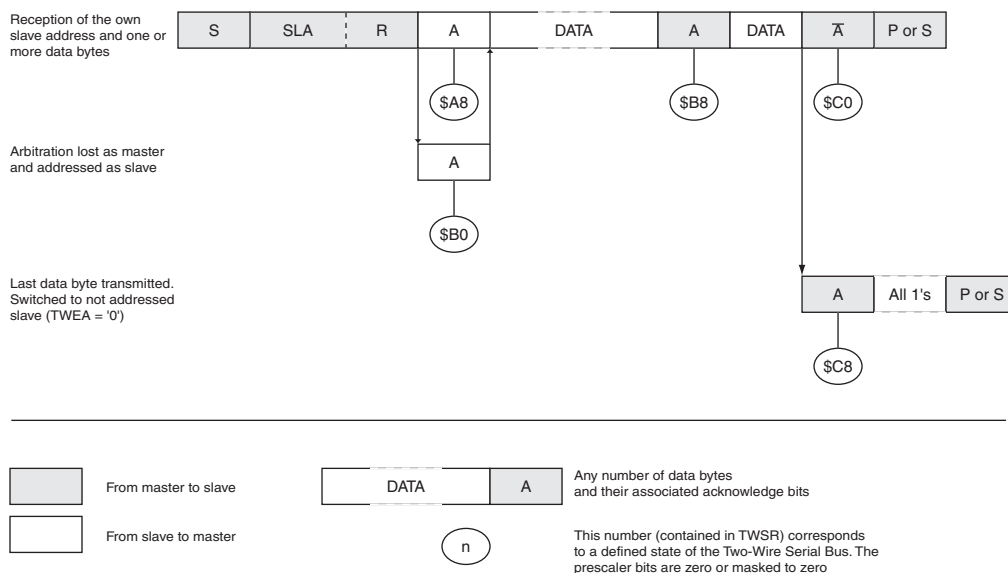 Reception of the own
slave address and one or
more data bytes
S SLA R A DATA A DATA A̅ P or S
$A8 $B8 $C0
Arbitration lost as master
and addressed as slave
A
$B0
Last data byte transmitted.
Switched to not addressed
slave (TWEA = '0')
A All 1's P or S
$C8
From master to slave
DATA A
Any number of data bytes
and their associated acknowledge bits
From slave to master
n
This number (contained in TWSR) corresponds
to a defined state of the Two-Wire Serial Bus. The
prescaler bits are zero or masked to zero